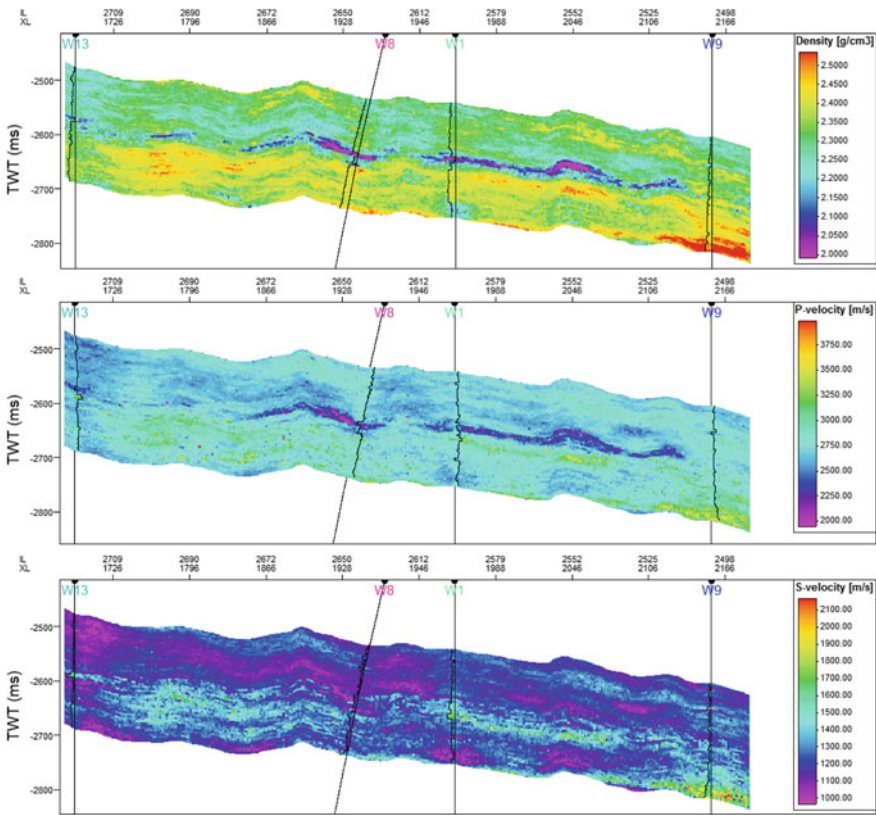 IL 2709 2690 2672 2650 2612 2579 2552 2525 2498
XL 1726 1796 1866 1928 1946 1988 2046 2106 2166
W13 W8 W1 W9
TWT (ms)
-2500
-2600
-2700
-2800
Density [g/cm3]
2.5000
2.4500
2.4000
2.3500
2.3000
2.2500
2.2000
2.1500
2.1000
2.0500
2.0000
IL 2709 2690 2672 2650 2612 2579 2552 2525 2498
XL 1726 1796 1866 1928 1946 1988 2046 2106 2166
W13 W8 W1 W9
TWT (ms)
-2500
-2600
-2700
-2800
P-velocity [m/s]
3750.00
3500.00
3250.00
3000.00
2750.00
2500.00
2250.00
2000.00
IL 2709 2690 2672 2650 2612 2579 2552 2525 2498
XL 1726 1796 1866 1928 1946 1988 2046 2106 2166
W13 W8 W1 W9
TWT (ms)
-2500
-2600
-2700
-2800
S-velocity [m/s]
2100.00
2000.00
1900.00
1800.00
1700.00
1600.00
1500.00
1400.00
1300.00
1200.00
1100.00
1000.00